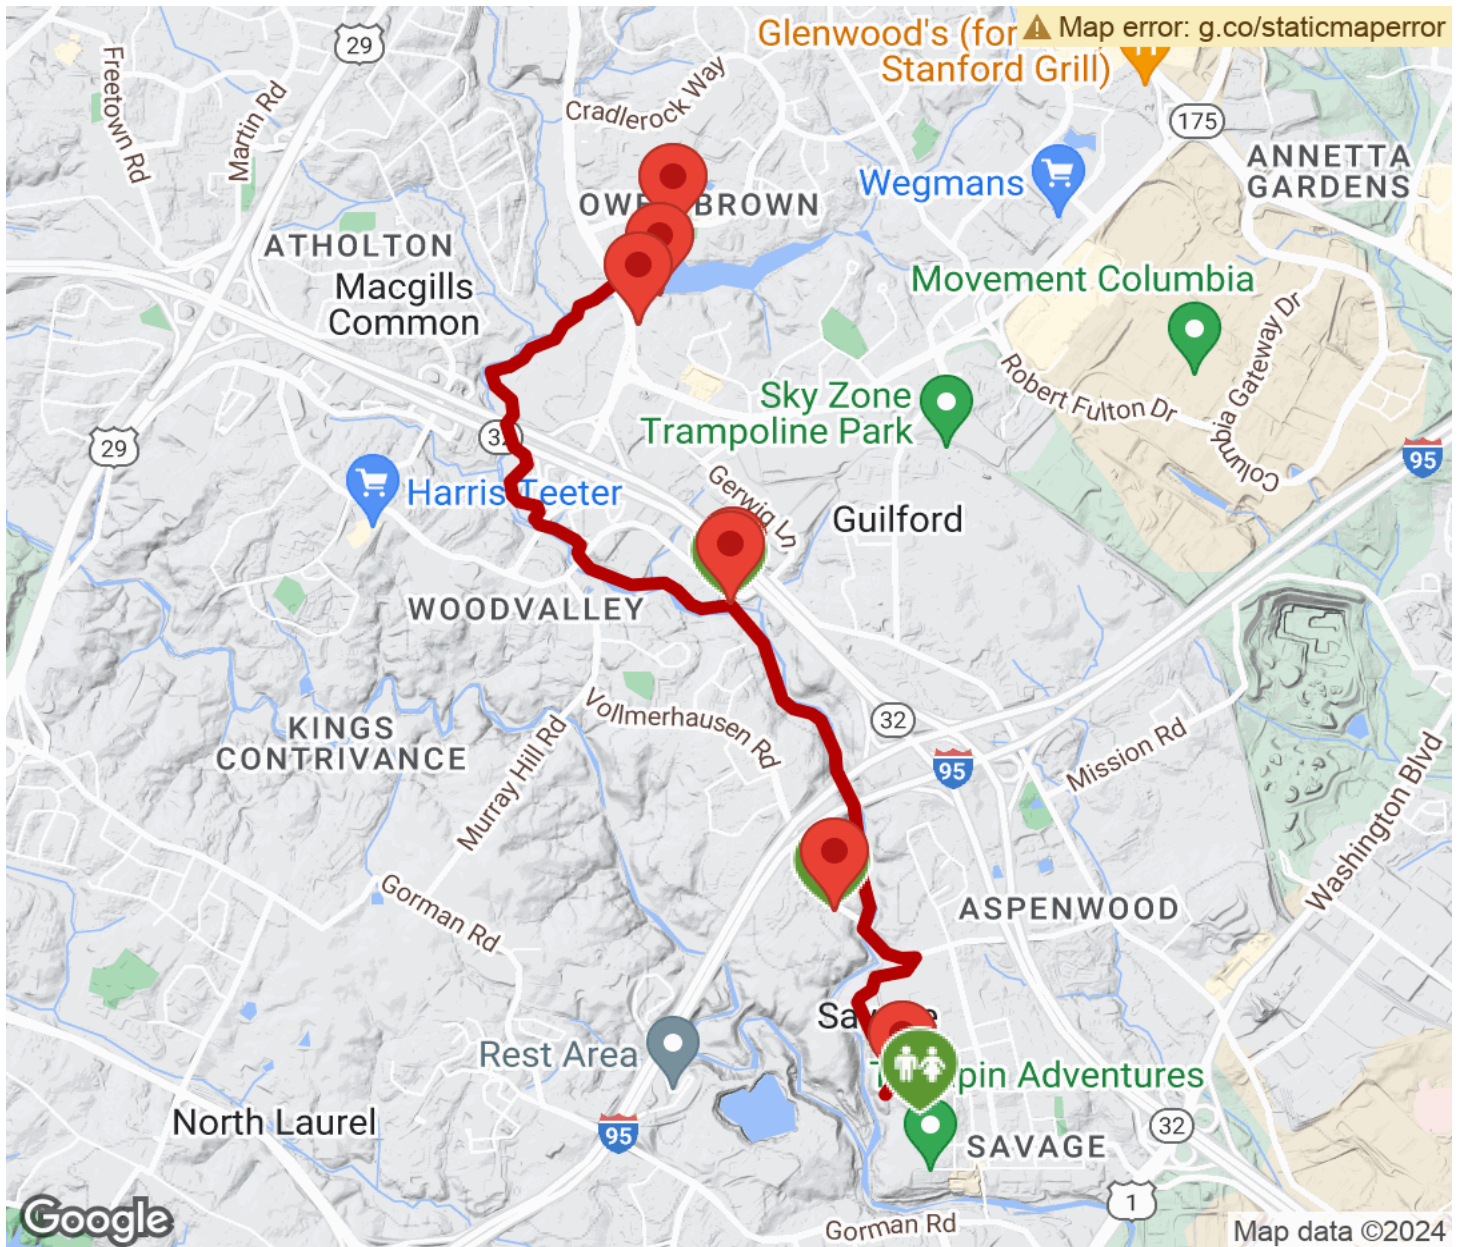 29
Glenwood's (for
Map error: g.co/staticmaperror
Stanford Grill)
Freetown Rd
Martin Rd
Cradlerock Way
175
ANNETTA
GARDENS
Wegmans
BROWN
ATHOLTON
Macgills
Common
Movement Columbia
Columbia Gateway Dr
Robert Fulton Dr
Sky Zone
Trampoline Park
29
95
Harris Teeter
Gerwig Ln
Guilford
WOODVALLEY
Vollmerhausen Rd
32
KINGS
CONTRIVANCE
Murray Hill Rd
95
Mission Rd
Washington Blvd
Gorman Rd
ASPENWOOD
Rest Area
pin Adventures
North Laurel
95
32
SAVAGE
1
Google
Gorman Rd
Map data ©2024